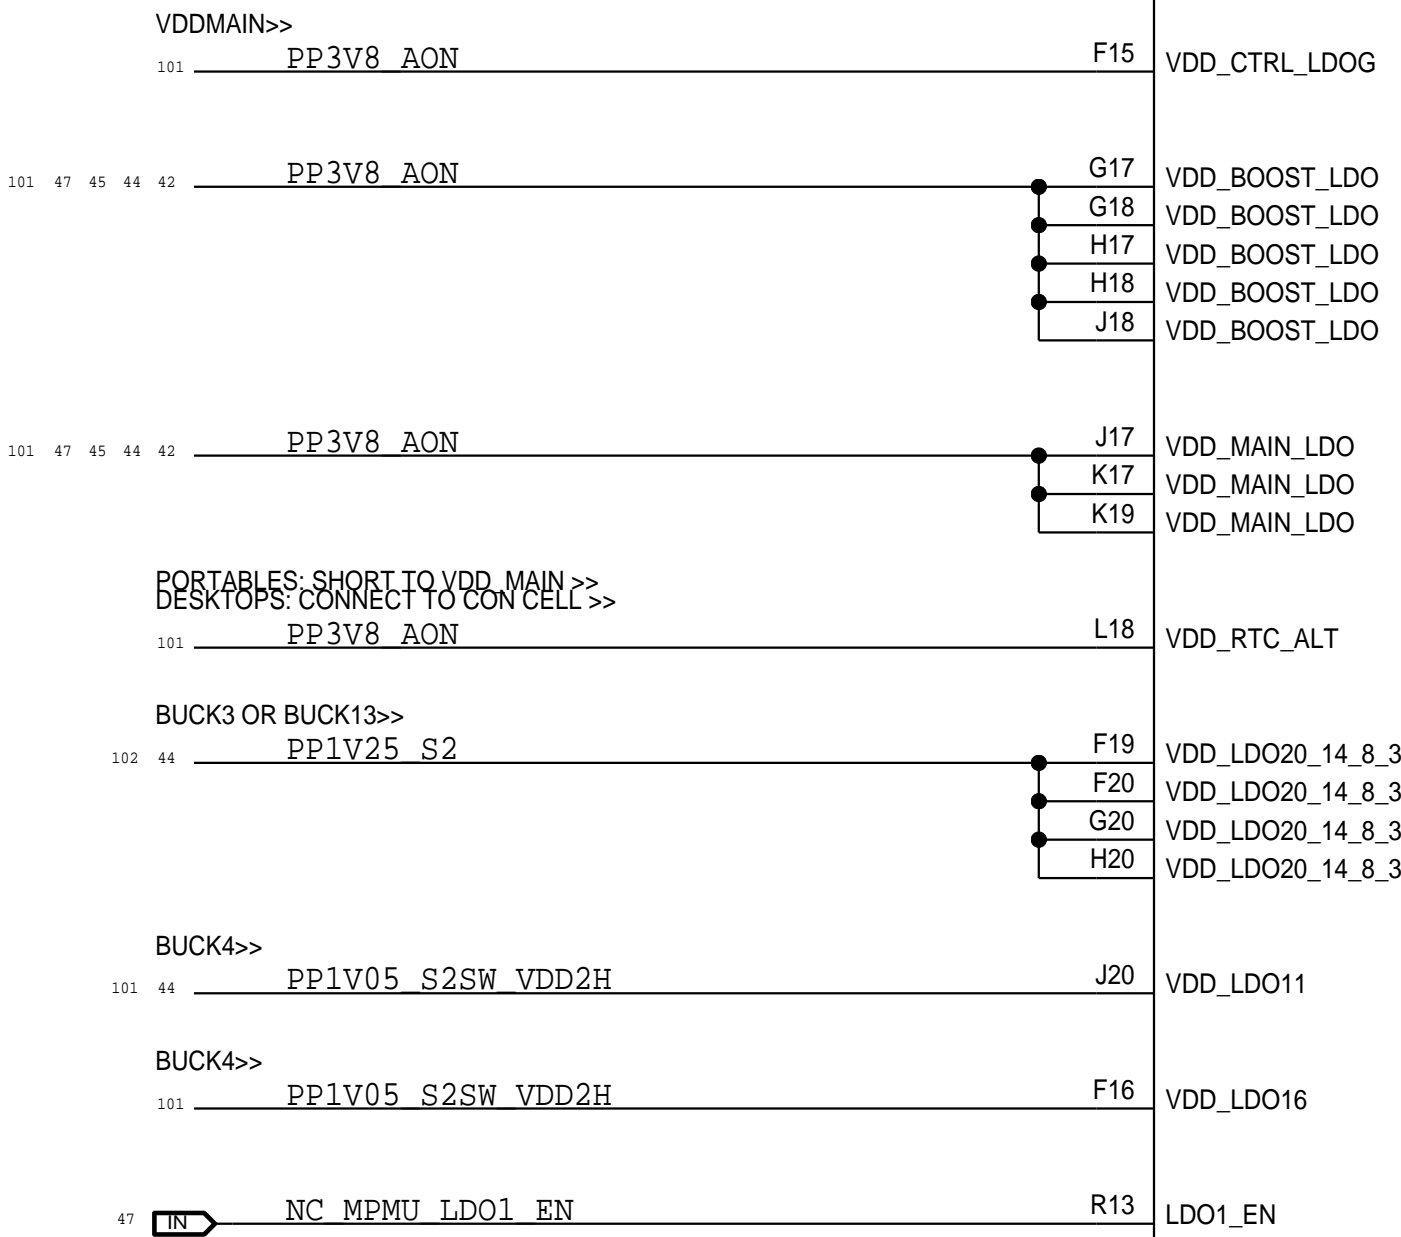 VDDMAIN>>
101 PP3V8_AON F15 VDD_CTRL_LDOG
101 47 45 44 42 PP3V8_AON G17 VDD_BOOST_LDO
G18 VDD_BOOST_LDO
H17 VDD_BOOST_LDO
H18 VDD_BOOST_LDO
J18 VDD_BOOST_LDO
101 47 45 44 42 PP3V8_AON J17 VDD_MAIN_LDO
K17 VDD_MAIN_LDO
K19 VDD_MAIN_LDO
PORTABLES: SHORT TO VDD_MAIN >>
DESKTOPS: CONNECT TO CON CELL >>
101 PP3V8_AON L18 VDD_RTC_ALT
BUCK3 OR BUCK13>>
102 44 PP1V25_S2 F19 VDD_LDO20_14_8_3
F20 VDD_LDO20_14_8_3
G20 VDD_LDO20_14_8_3
H20 VDD_LDO20_14_8_3
BUCK4>>
101 44 PP1V05_S2SW_VDD2H J20 VDD_LDO11
BUCK4>>
101 PP1V05_S2SW_VDD2H F16 VDD_LDO16
47 IN NC_MPMU_LDO1_EN R13 LDO1_EN